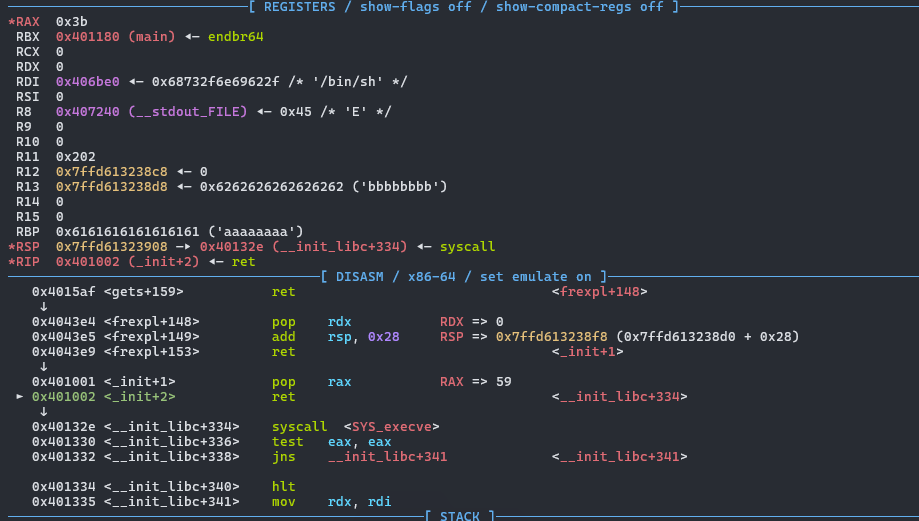 [ REGISTERS / show-flags off / show-compact-regs off ]
*RAX  0x3b
 RBX  0x401180 (main) ◂— endbr64
 RCX  0
 RDX  0
 RDI  0x406be0 ◂— 0x68732f6e69622f /* '/bin/sh' */
 RSI  0
 R8   0x407240 (__stdout_FILE) ◂— 0x45 /* 'E' */
 R9   0
 R10  0
 R11  0x202
 R12  0x7ffd613238c8 ◂— 0
 R13  0x7ffd613238d8 ◂— 0x6262626262626262 ('bbbbbbbb')
 R14  0
 R15  0
 RBP  0x6161616161616161 ('aaaaaaaa')
*RSP  0x7ffd61323908 —▸ 0x40132e (__init_libc+334) ◂— syscall
*RIP  0x401002 (_init+2) ◂— ret
[ DISASM / x86-64 / set emulate on ]
   0x4015af <gets+159>           ret                                <frexpl+148>
    ↓
   0x4043e4 <frexpl+148>         pop    rdx            RDX => 0
   0x4043e5 <frexpl+149>         add    rsp, 0x28      RSP => 0x7ffd613238f8 (0x7ffd613238d0 + 0x28)
   0x4043e9 <frexpl+153>         ret                                <_init+1>
    ↓
   0x401001 <_init+1>            pop    rax            RAX => 59
 ► 0x401002 <_init+2>            ret                                <__init_libc+334>
    ↓
   0x40132e <__init_libc+334>    syscall  <SYS_execve>
   0x401330 <__init_libc+336>    test   eax, eax
   0x401332 <__init_libc+338>    jns    __init_libc+341             <__init_libc+341>
   0x401334 <__init_libc+340>    hlt
   0x401335 <__init_libc+341>    mov    rdx, rdi
[ STACK ]